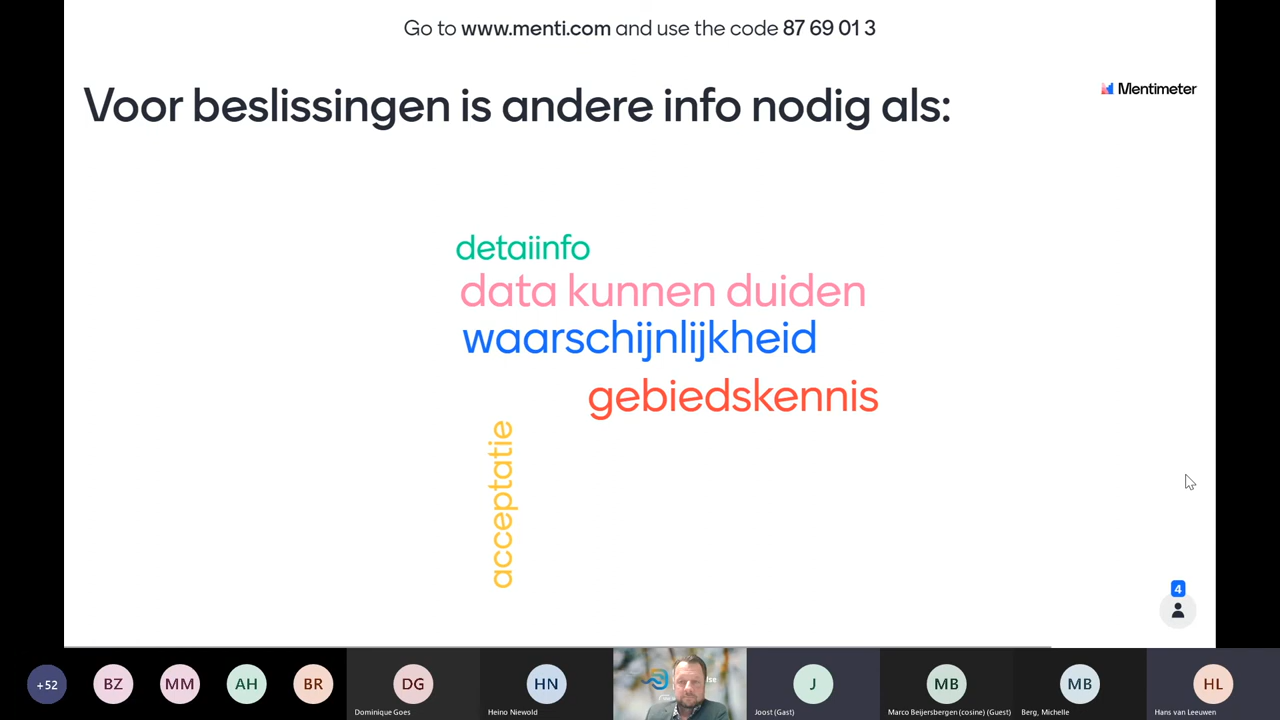 Go to www.menti.com and use the code 87 69 01 3
Mentimeter
Voor beslissingen is andere info nodig als:
detaiinfo
data kunnen duiden
waarschijnlijkheid
gebiedskennis
acceptatie
4
+52
BZ
MM
AH
BR
DG
Dominique Goes
HN
Heino Niewold
J
Joost (Gast)
MB
Marco Beijersbergen (cosine) (Guest)
MB
Berg, Michelle
HL
Hans van Leeuwen